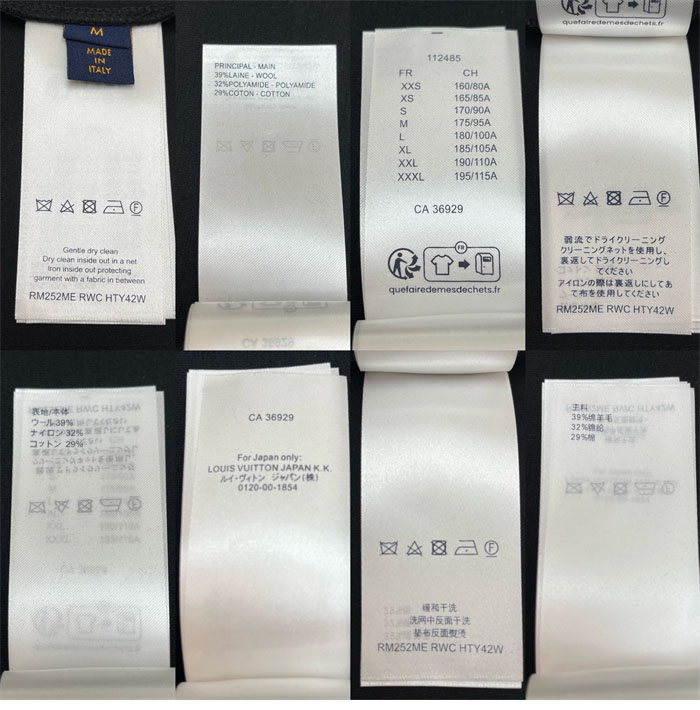 M
MADE
IN
ITALY
Gentle dry clean
Dry clean inside out in a net
Iron inside out protecting
garment with a fabric in between
RM252ME RWC HTY42W
PRINCIPAL - MAIN
39%LAINE - WOOL
32%POLYAMIDE - POLYAMIDE
29%COTON - COTTON
CA 36929
112485
FR CH
XXS 160/80A
XS 165/85A
S 170/90A
M 175/95A
L 180/100A
XL 185/105A
XXL 190/110A
XXXL 195/115A
CA 36929
FR
quefairedemesdechets.fr
quefairedemesdechets.fr
弱流でドライクリーニング
クリーニングネットを使用し、
裏返してドライクリーニングし
てください
アイロンの際は裏返しにしてあ
て布を使用してください
RM252ME RWC HTY42W
表地/本体
ウール39%
ナイロン32%
コットン 29%
CA 36929
For Japan only:
LOUIS VUITTON JAPAN K.K.
ルイ・ヴィトン ジャパン(株)
0120-00-1854
缓和干洗
洗网中反面干洗
垫布反面熨烫
RM252ME RWC HTY42W
主料
39%绵羊毛
32%锦纶
29%棉